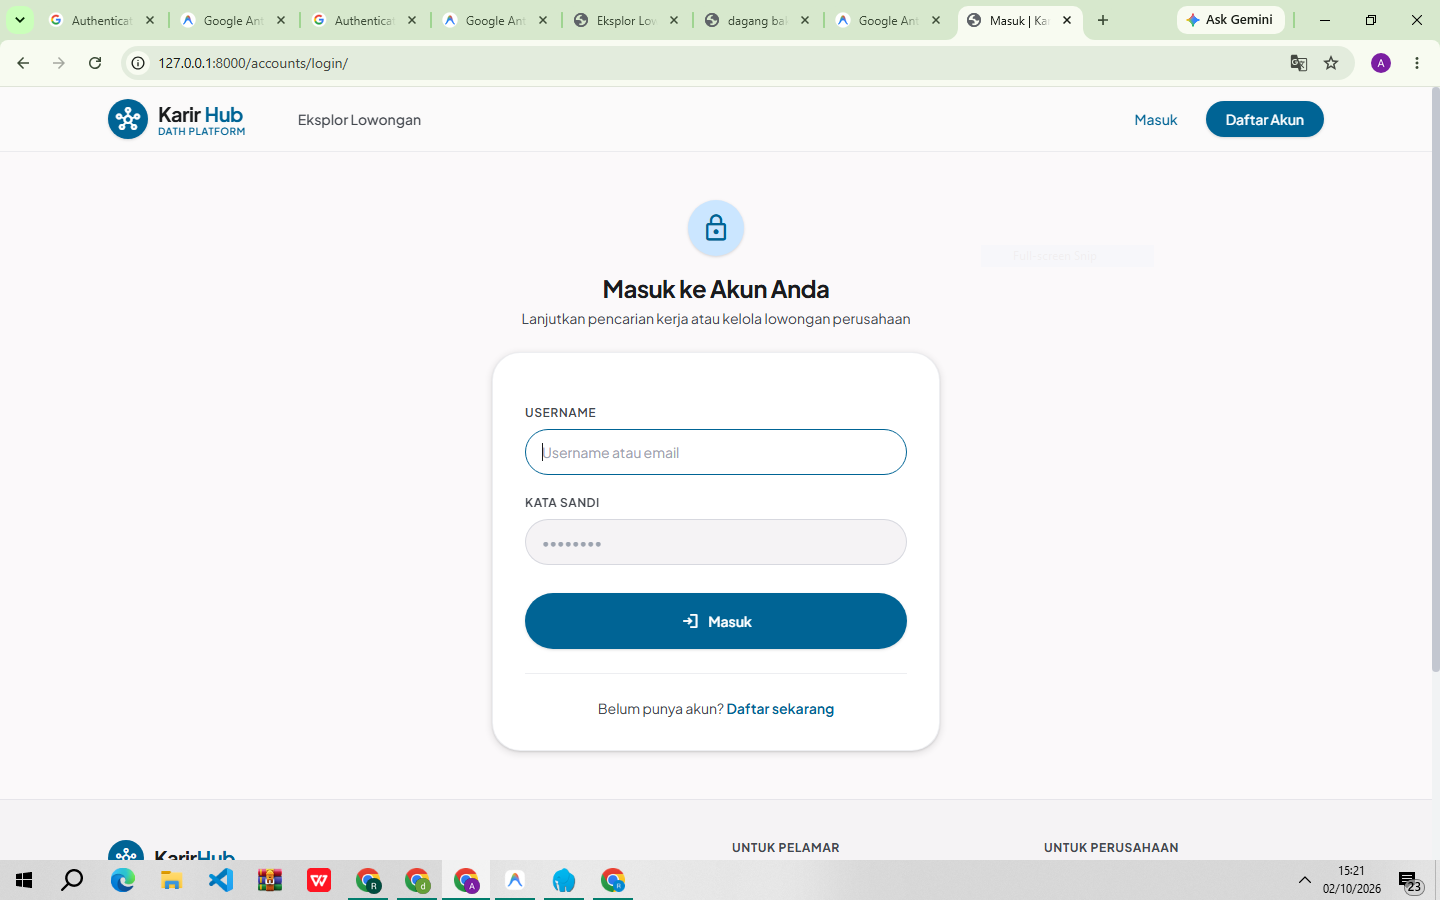 Authenticat
Google Ant
Authenticat
Google Ant
Eksplor Low
dagang bak
Google Ant
Masuk | Kar
Ask Gemini
127.0.0.1:8000/accounts/login/
A
Karir Hub
DATH PLATFORM
Eksplor Lowongan
Masuk
Daftar Akun
Masuk ke Akun Anda
Lanjutkan pencarian kerja atau kelola lowongan perusahaan
USERNAME
Username atau email
KATA SANDI
Masuk
Belum punya akun? Daftar sekarang
KarirHub
UNTUK PELAMAR
UNTUK PERUSAHAAN
15:21
02/10/2026
23